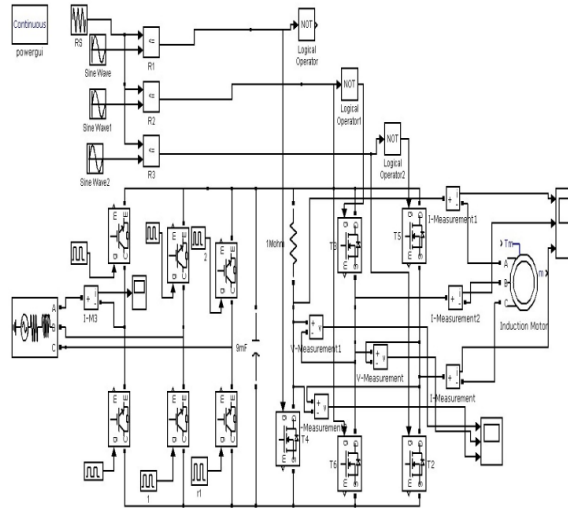 Continuous
powergui
RS
Sine Wave
<=
R1
NOT
Logical
Operator
Sine Wave1
<=
R2
NOT
Logical
Operator1
Sine Wave2
<=
R3
NOT
Logical
Operator2
1Mohm
T3
T5
I-Measurement1
Tm
m
A
B
C
Induction Motor
I-Measurement2
I-Measurement
V-Measurement1
V-Measurement
-Measurement
2
A
B
C
I-M3
9mF
T4
T6
T2
1
r1